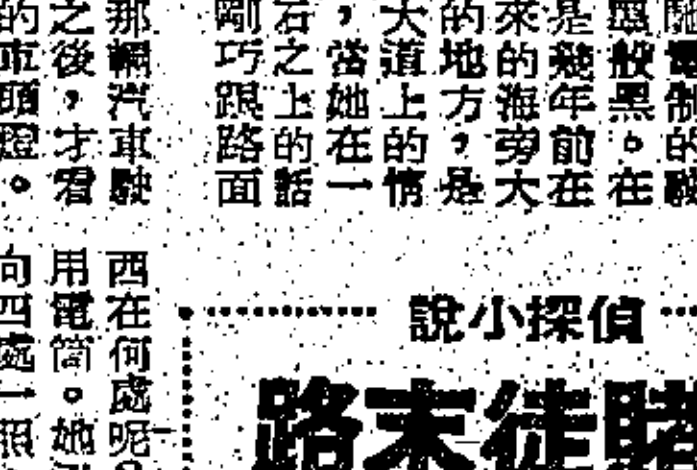 制的
般黑。在
是幾年前在
來的海旁大
的地方，是
大道上的情
，當她在一
石之上的話
剛巧跟路面
那輛汽車駛
之後，才看
的車頭燈。
偵探小說
賭徒末路
西在何處呢
用電筒。她
向四處一照